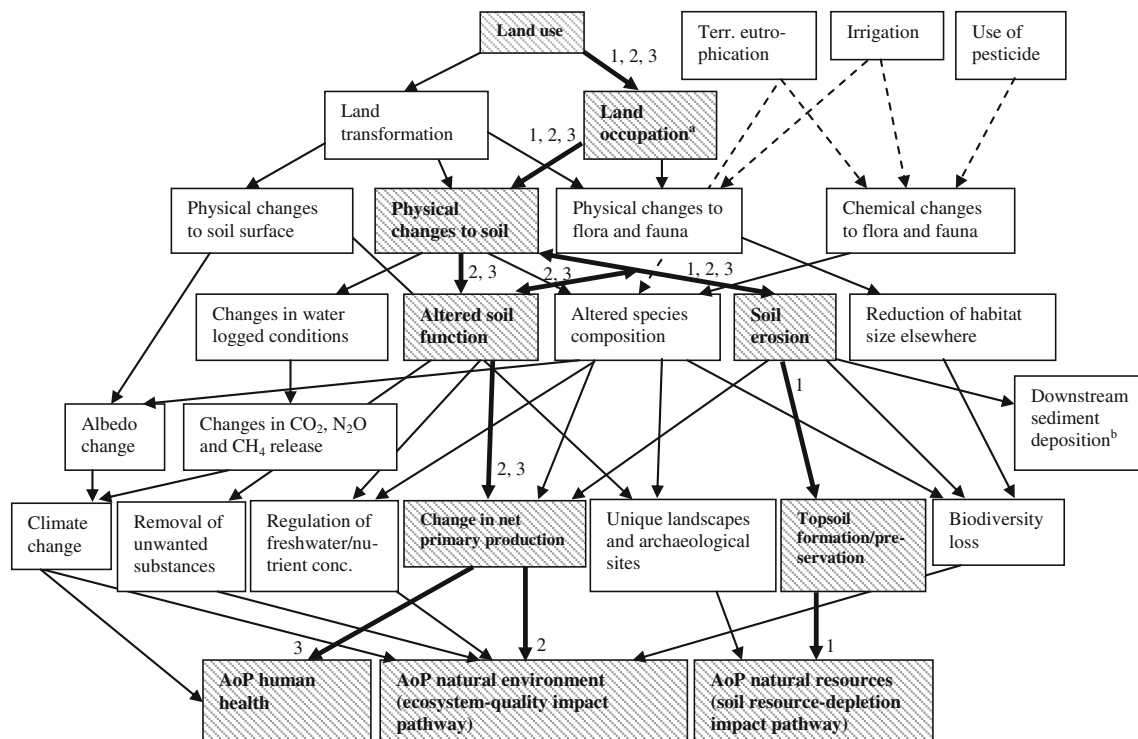 Land use
Terr. eutro-
phication
Irrigation
Use of
pesticide
1, 2, 3
Land
transformation
Land
occupationᵃ
1, 2, 3
Physical changes
to soil surface
Physical
changes to soil
Physical changes to
flora and fauna
Chemical changes
to flora and fauna
2, 3
2, 3
1, 2, 3
Changes in water
logged conditions
Altered soil
function
Altered species
composition
Soil
erosion
Reduction of habitat
size elsewhere
1
Albedo
change
Changes in CO₂, N₂O
and CH₄ release
Downstream
sediment
depositionᵇ
2, 3
Climate
change
Removal of
unwanted
substances
Regulation of
freshwater/nu-
trient conc.
Change in net
primary production
Unique landscapes
and archaeological
sites
Topsoil
formation/pre-
servation
Biodiversity
loss
3
2
1
AoP human
health
AoP natural environment
(ecosystem-quality impact
pathway)
AoP natural resources
(soil resource-depletion
impact pathway)